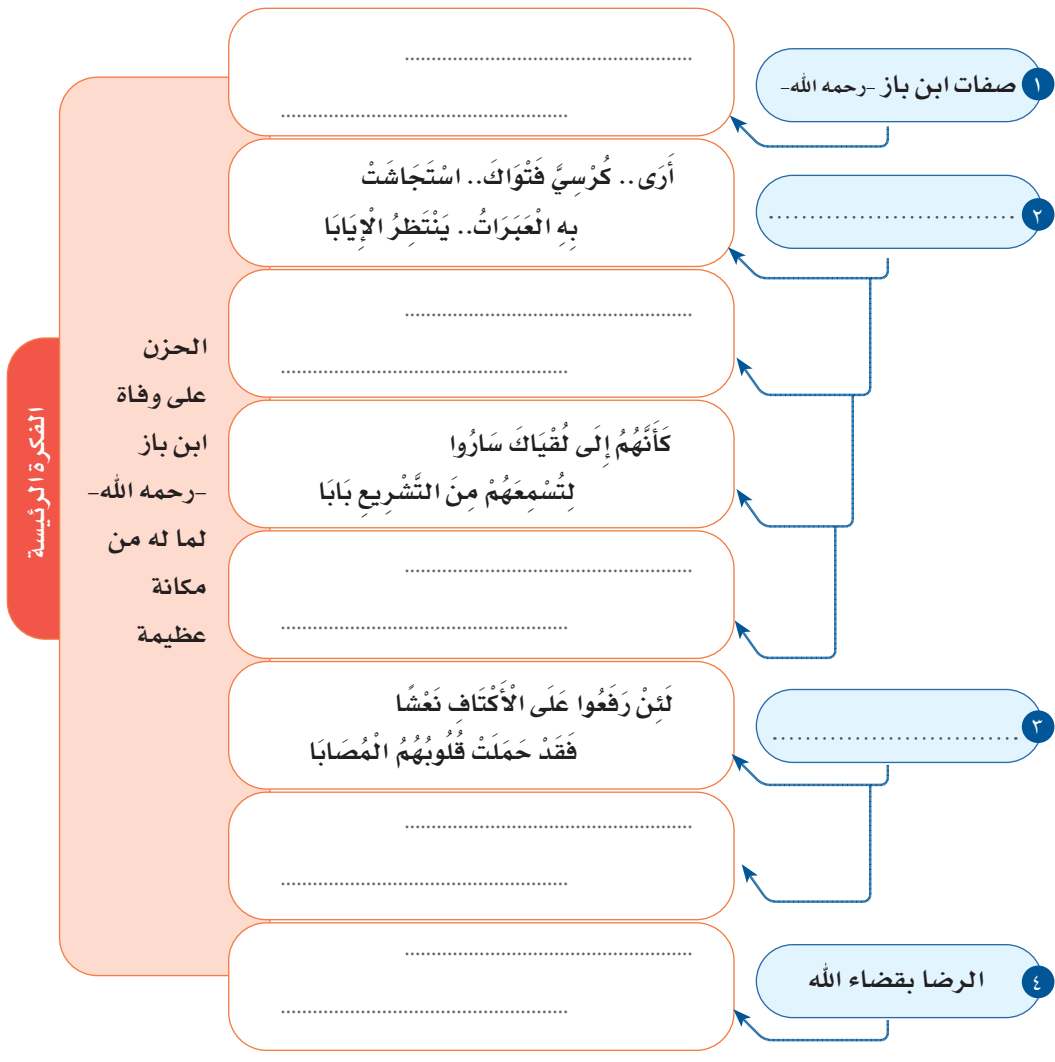 ١ صفات ابن باز -رحمه الله-
..............................................
..............................................
٢ ..............................
أَرَى.. كُرْسِيَّ فَتْوَاكَ.. اسْتَجَاشَتْ
بِهِ الْعَبَرَاتُ.. يَنْتَظِرُ الْإِيَابَا
..............................................
..............................................
كَأَنَّهُمُ إِلَى لُقْيَاكَ سَارُوا
لِتُسْمِعَهُمْ مِنَ التَّشْرِيعِ بَابَا
..............................................
..............................................
٣ ..............................
لَئِنْ رَفَعُوا عَلَى الْأَكْتَافِ نَعْشًا
فَقَدْ حَمَلَتْ قُلُوبُهُمُ الْمُصَابَا
..............................................
..............................................
٤ الرضا بقضاء الله
..............................................
..............................................
الحزن
على وفاة
ابن باز
-رحمه الله-
لما له من
مكانة
عظيمة
الفكرة الرئيسة